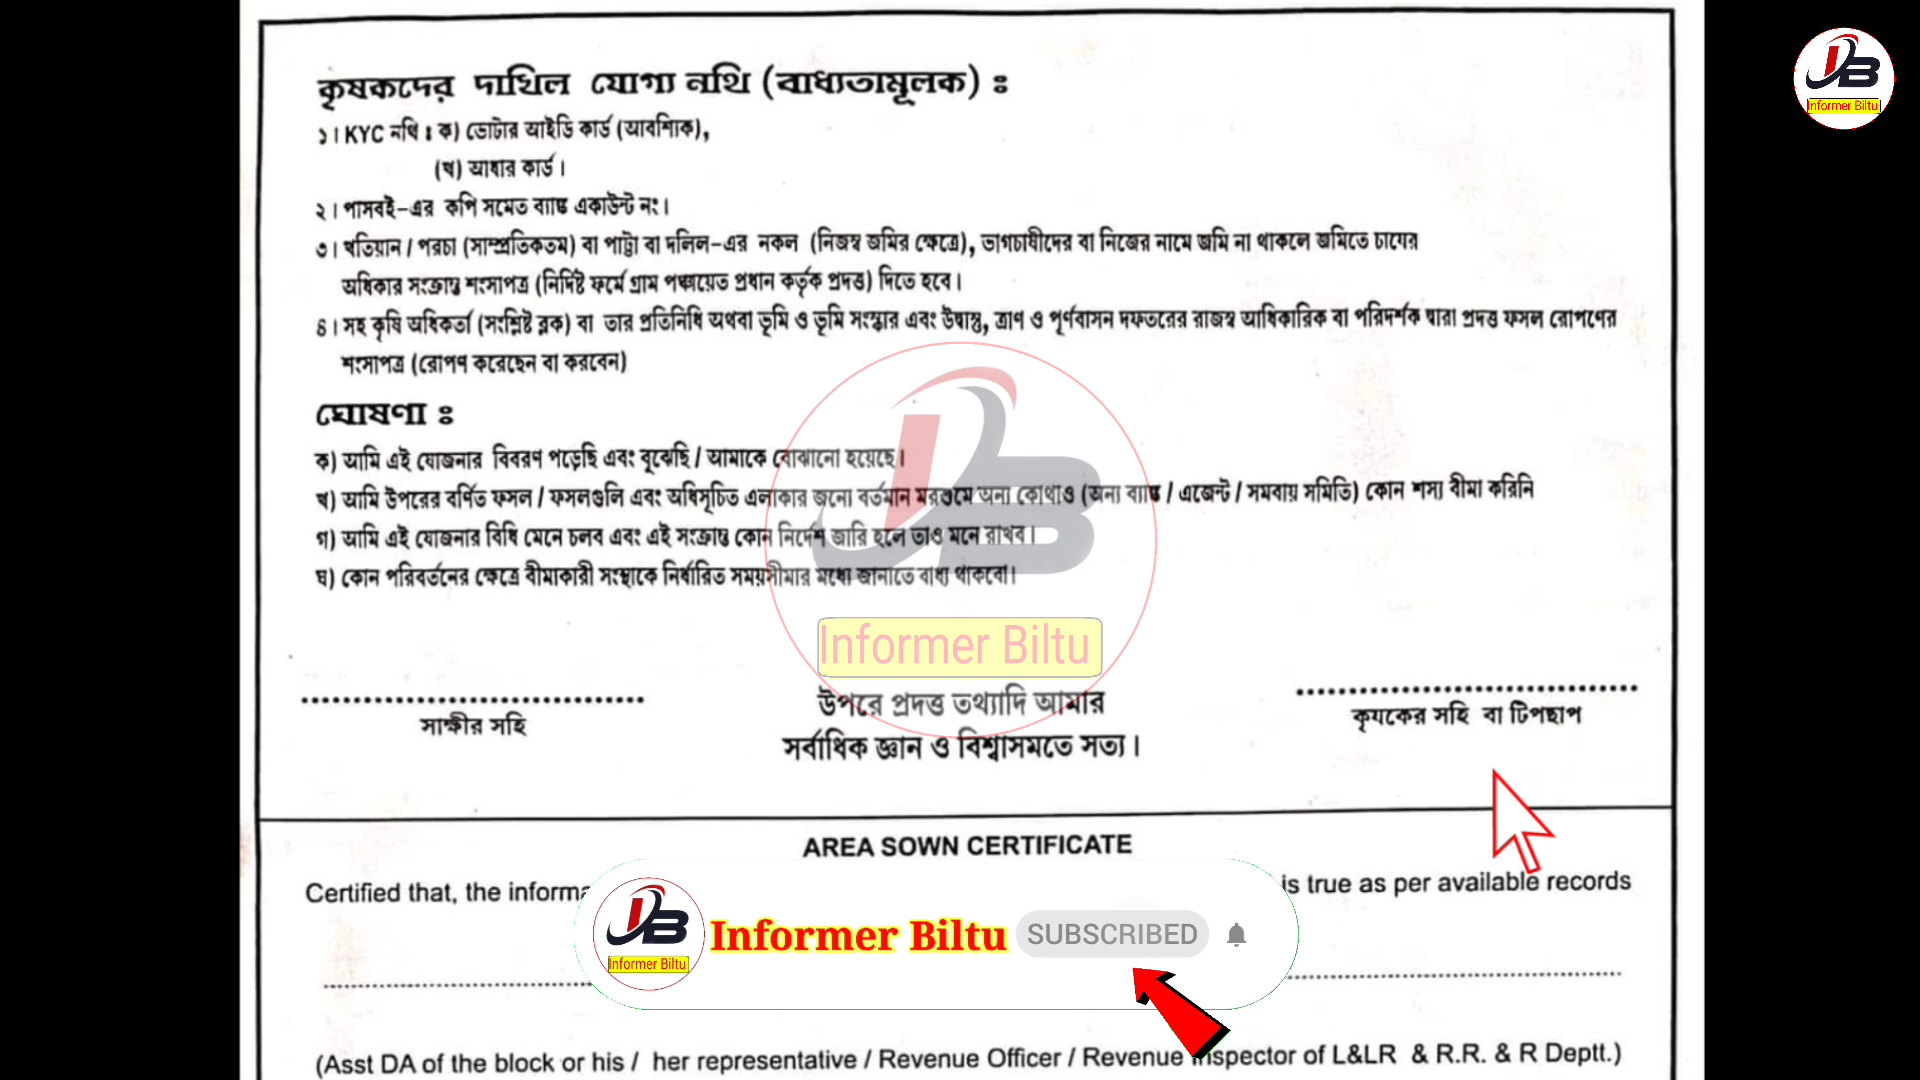 Informer Biltu
কৃষকদের দাখিল যোগ্য নথি (বাধ্যতামূলক) ঃ
১। KYC নথি ঃ ক) ভোটার আইডি কার্ড (আবশ্যিক),
(খ) আধার কার্ড।
২। পাসবই-এর কপি সমেত ব্যাঙ্ক একাউন্ট নং।
৩। খতিয়ান / পরচা (সাম্প্রতিকতম) বা পাট্টা বা দলিল-এর নকল (নিজস্ব জমির ক্ষেত্রে), ভাগচাষীদের বা নিজের নামে জমি না থাকলে জমিতে চাষের
অধিকার সংক্রান্ত শংসাপত্র (নির্দিষ্ট ফর্মে গ্রাম পঞ্চায়েত প্রধান কর্তৃক প্রদত্ত) দিতে হবে।
৪। সহ কৃষি অধিকর্তা (সংশ্লিষ্ট ব্লক) বা তার প্রতিনিধি অথবা ভূমি ও ভূমি সংস্কার এবং উদ্বাস্তু, ত্রাণ ও পূর্ণবাসন দফতরের রাজস্ব আধিকারিক বা পরিদর্শক দ্বারা প্রদত্ত ফসল রোপণের
শংসাপত্র (রোপণ করেছেন বা করবেন)
ঘোষণা ঃ
ক) আমি এই যোজনার বিবরণ পড়েছি এবং বুঝেছি / আমাকে বোঝানো হয়েছে।
খ) আমি উপরের বর্ণিত ফসল / ফসলগুলি এবং অধিসূচিত এলাকার জন্যে বর্তমান মরশুমে অন্য কোথাও (অন্য ব্যাঙ্ক / এজেন্ট / সমবায় সমিতি) কোন শস্য বীমা করিনি
গ) আমি এই যোজনার বিধি মেনে চলব এবং এই সংক্রান্ত কোন নির্দেশ জারি হলে তাও মনে রাখব।
ঘ) কোন পরিবর্তনের ক্ষেত্রে বীমাকারী সংস্থাকে নির্ধারিত সময়সীমার মধ্যে জানাতে বাধ্য থাকবো।
Informer Biltu
সাক্ষীর সহি
উপরে প্রদত্ত তথ্যাদি আমার
সর্বাধিক জ্ঞান ও বিশ্বাসমতে সত্য।
কৃষকের সহি বা টিপছাপ
AREA SOWN CERTIFICATE
Certified that, the informa is true as per available records
Informer Biltu
Informer Biltu SUBSCRIBED
(Asst DA of the block or his / her representative / Revenue Officer / Revenue Inspector of L&LR & R.R. & R Deptt.)